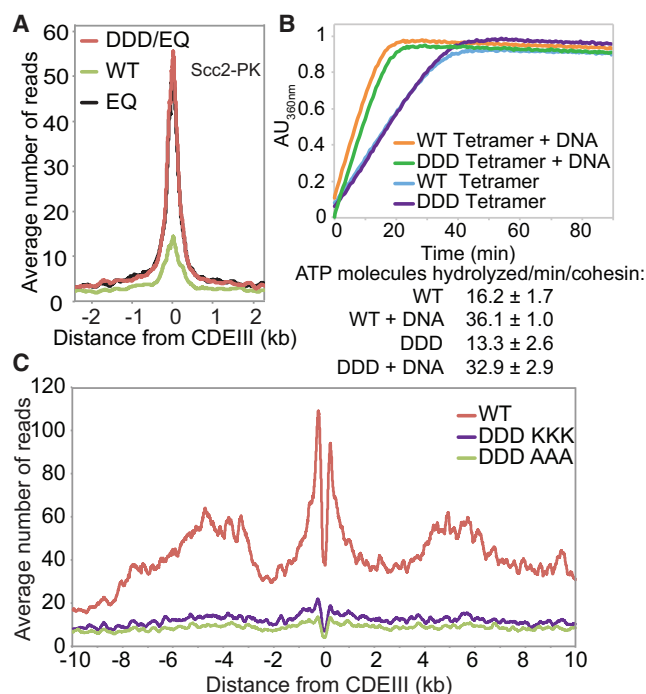 A
Average number of reads
60
50
40
30
20
10
0
DDD/EQ
WT
EQ
Scc2-PK
-2 -1 0 1 2
Distance from CDEIII (kb)
B
AU360nm
1
0.8
0.6
0.4
0.2
0
WT Tetramer + DNA
DDD Tetramer + DNA
WT Tetramer
DDD Tetramer
0 20 40 60 80
Time (min)
ATP molecules hydrolyzed/min/cohesin:
WT 16.2 ± 1.7
WT + DNA 36.1 ± 1.0
DDD 13.3 ± 2.6
DDD + DNA 32.9 ± 2.9
C
Average number of reads
120
100
80
60
40
20
0
WT
DDD KKK
DDD AAA
-10 -8 -6 -4 -2 0 2 4 6 8 10
Distance from CDEIII (kb)